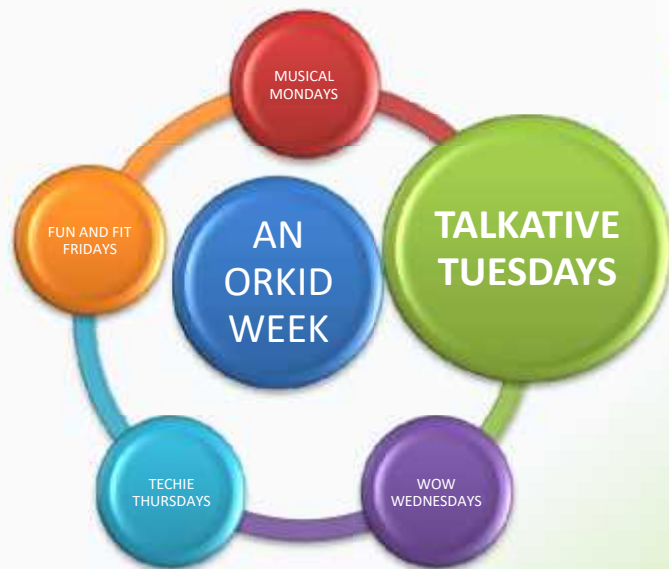 MUSICAL
MONDAYS
TALKATIVE
TUESDAYS
AN
ORKID
WEEK
FUN AND FIT
FRIDAYS
TECHIE
THURSDAYS
WOW
WEDNESDAYS